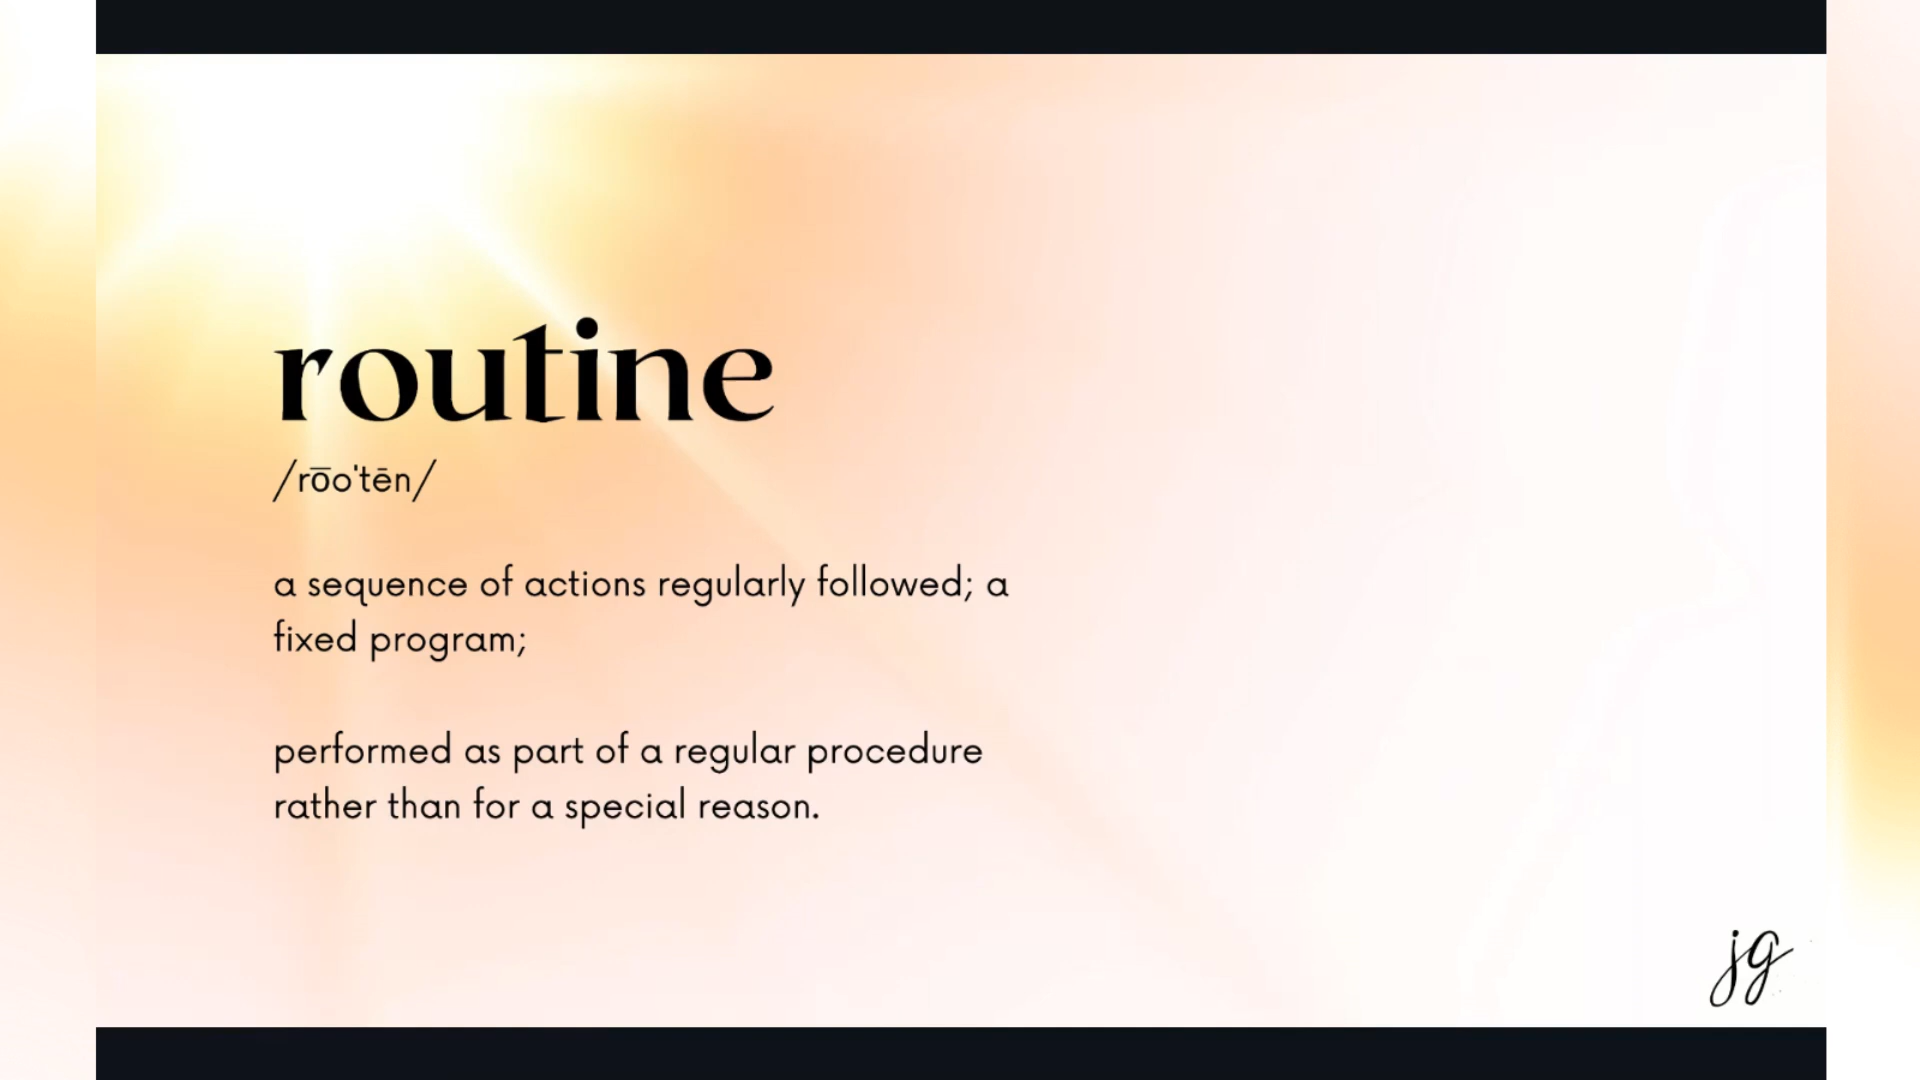 routine
/rōō'tēn/
a sequence of actions regularly followed; a
fixed program;
performed as part of a regular procedure
rather than for a special reason.
jg